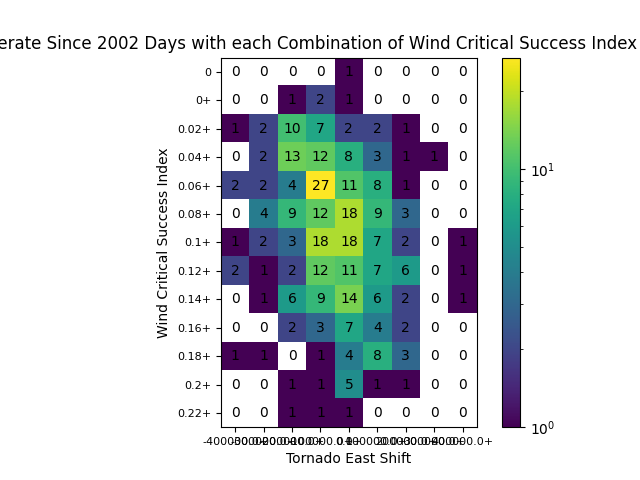 erate Since 2002 Days with each Combination of Wind Critical Success Index
Wind Critical Success Index
0 0 0 0 0 1 0 0 0 0
0+ 0 0 1 2 1 0 0 0 0
0.02+ 1 2 10 7 2 2 1 0 0
0.04+ 0 2 13 12 8 3 1 1 0
0.06+ 2 2 4 27 11 8 1 0 0
0.08+ 0 4 9 12 18 9 3 0 0
0.1+ 1 2 3 18 18 7 2 0 1
0.12+ 2 1 2 12 11 7 6 0 1
0.14+ 0 1 6 9 14 6 2 0 1
0.16+ 0 0 2 3 7 4 2 0 0
0.18+ 1 1 0 1 4 8 3 0 0
0.2+ 0 0 1 1 5 1 1 0 0
0.22+ 0 0 1 1 1 0 0 0 0
Tornado East Shift
10¹
10⁰